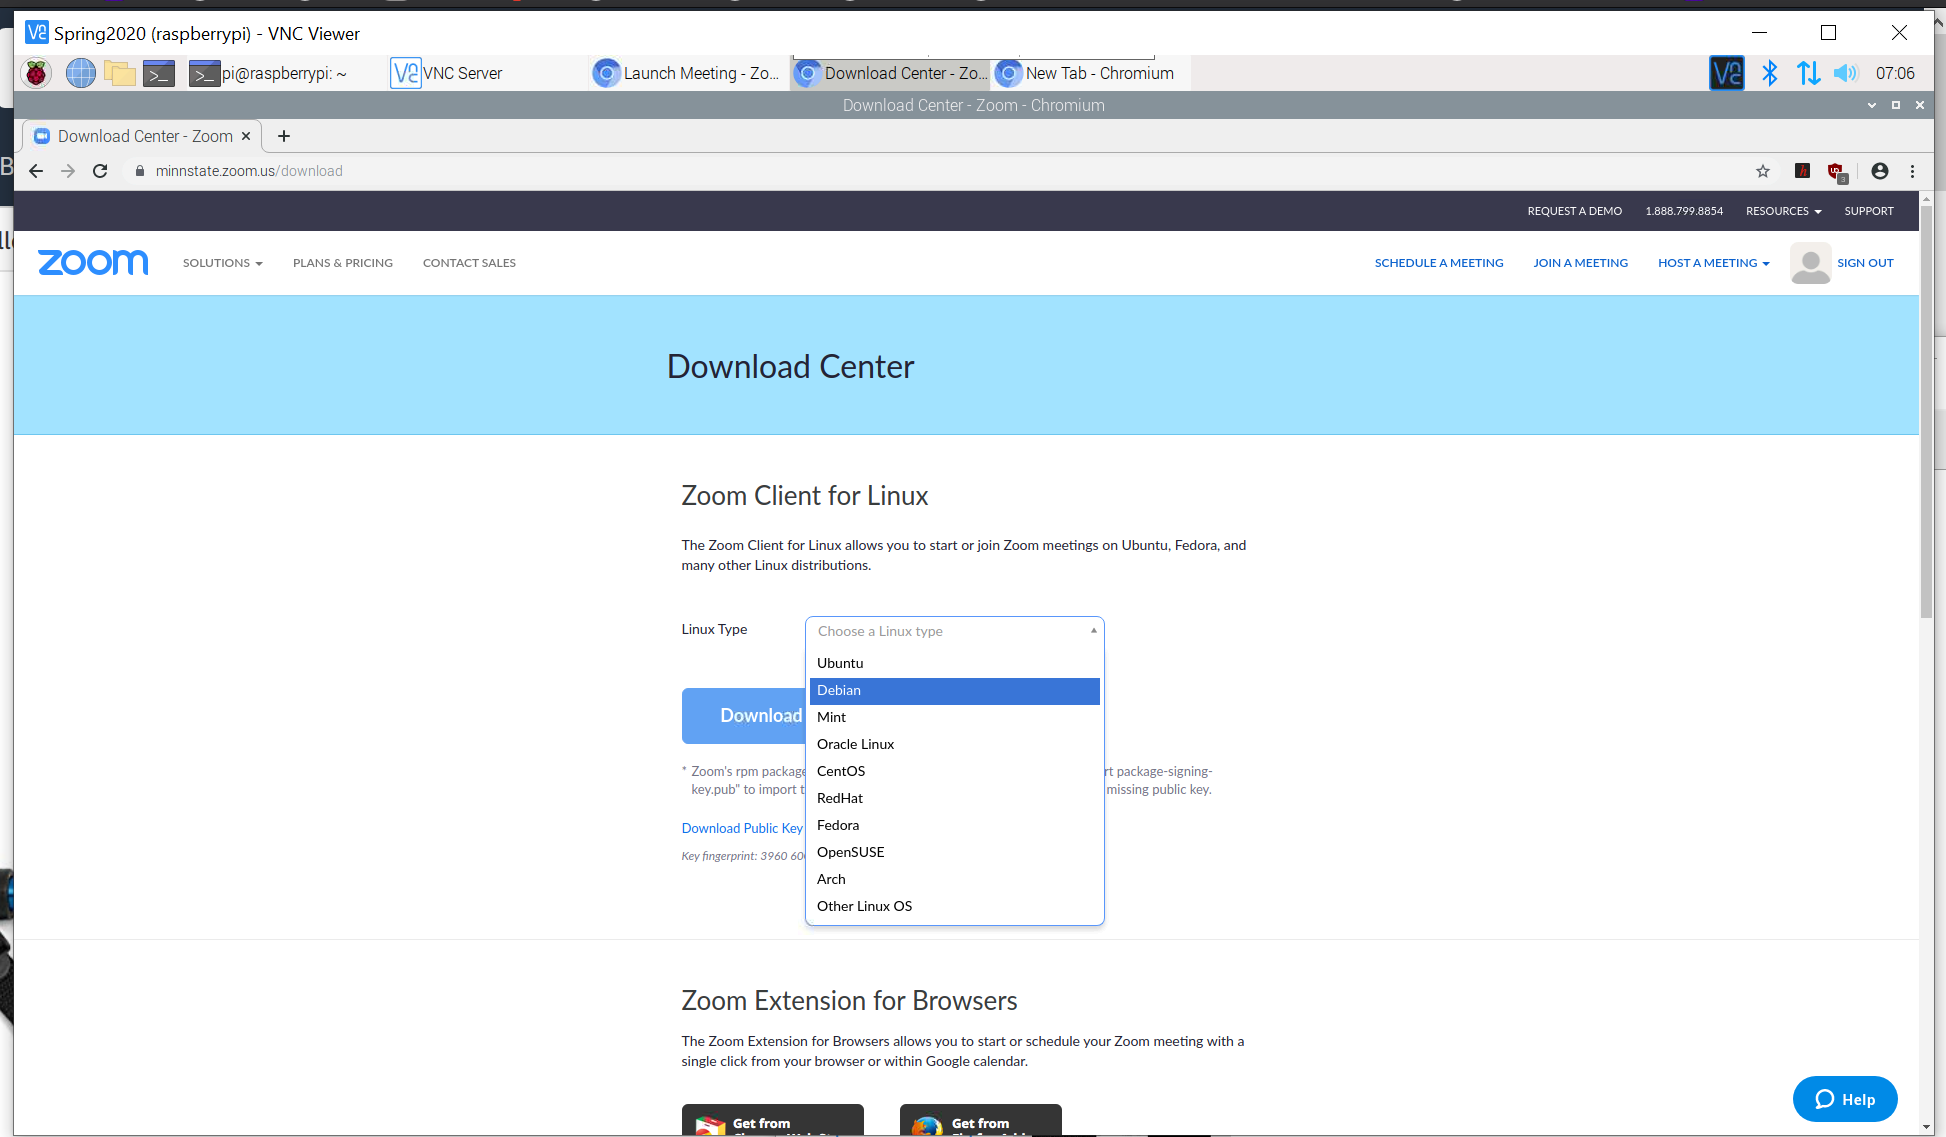 Spring2020 (raspberrypi) - VNC Viewer
pi@raspberrypi: ~
VNC Server
Launch Meeting - Zo...
Download Center - Zo...
New Tab - Chromium
07:06
Download Center - Zoom - Chromium
Download Center - Zoom
minnstate.zoom.us/download
3
REQUEST A DEMO
1.888.799.8854
RESOURCES
SUPPORT
zoom
SOLUTIONS
PLANS & PRICING
CONTACT SALES
SCHEDULE A MEETING
JOIN A MEETING
HOST A MEETING
SIGN OUT
Download Center
Zoom Client for Linux
The Zoom Client for Linux allows you to start or join Zoom meetings on Ubuntu, Fedora, and
many other Linux distributions.
Linux Type
Choose a Linux type
Ubuntu
Debian
Mint
Oracle Linux
CentOS
RedHat
Fedora
OpenSUSE
Arch
Other Linux OS
Download
* Zoom's rpm package
rt package-signing-
key.pub" to import t
missing public key.
Download Public Key
Key fingerprint: 3960 60
Zoom Extension for Browsers
The Zoom Extension for Browsers allows you to start or schedule your Zoom meeting with a
single click from your browser or within Google calendar.
Get from
Get from
Help